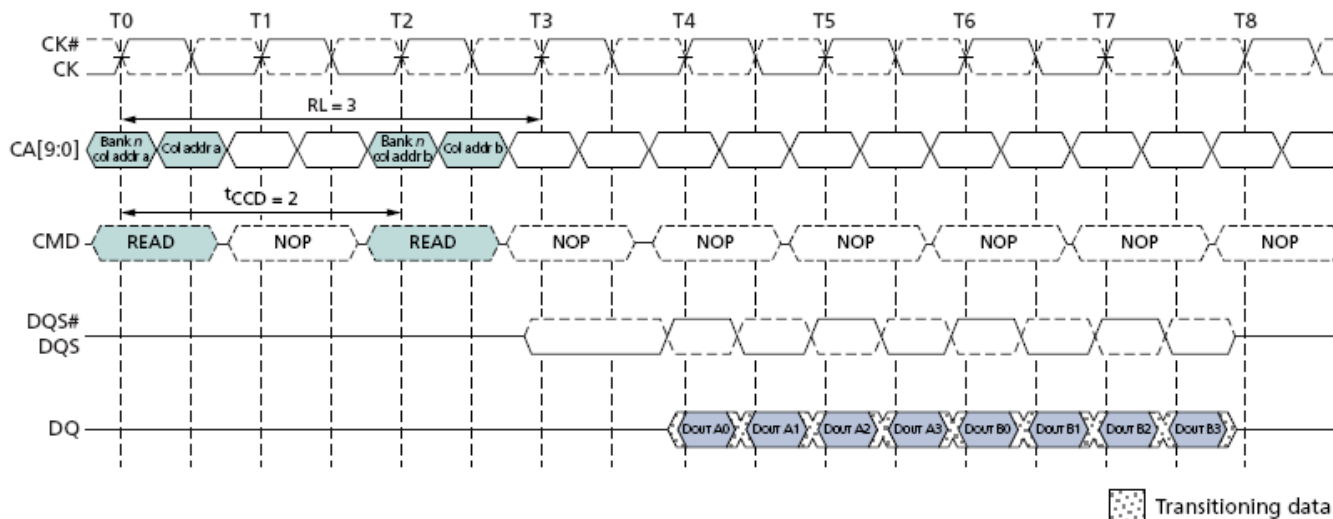 T0 T1 T2 T3 T4 T5 T6 T7 T8
CK#
CK
RL = 3
CA[9:0]
Bank n col addr a
Col addr a
Bank n col addr b
Col addr b
tCCD = 2
CMD READ NOP READ NOP NOP NOP NOP NOP NOP
DQS#
DQS
DQ DOUT A0 DOUT A1 DOUT A2 DOUT A3 DOUT B0 DOUT B1 DOUT B2 DOUT B3
Transitioning data